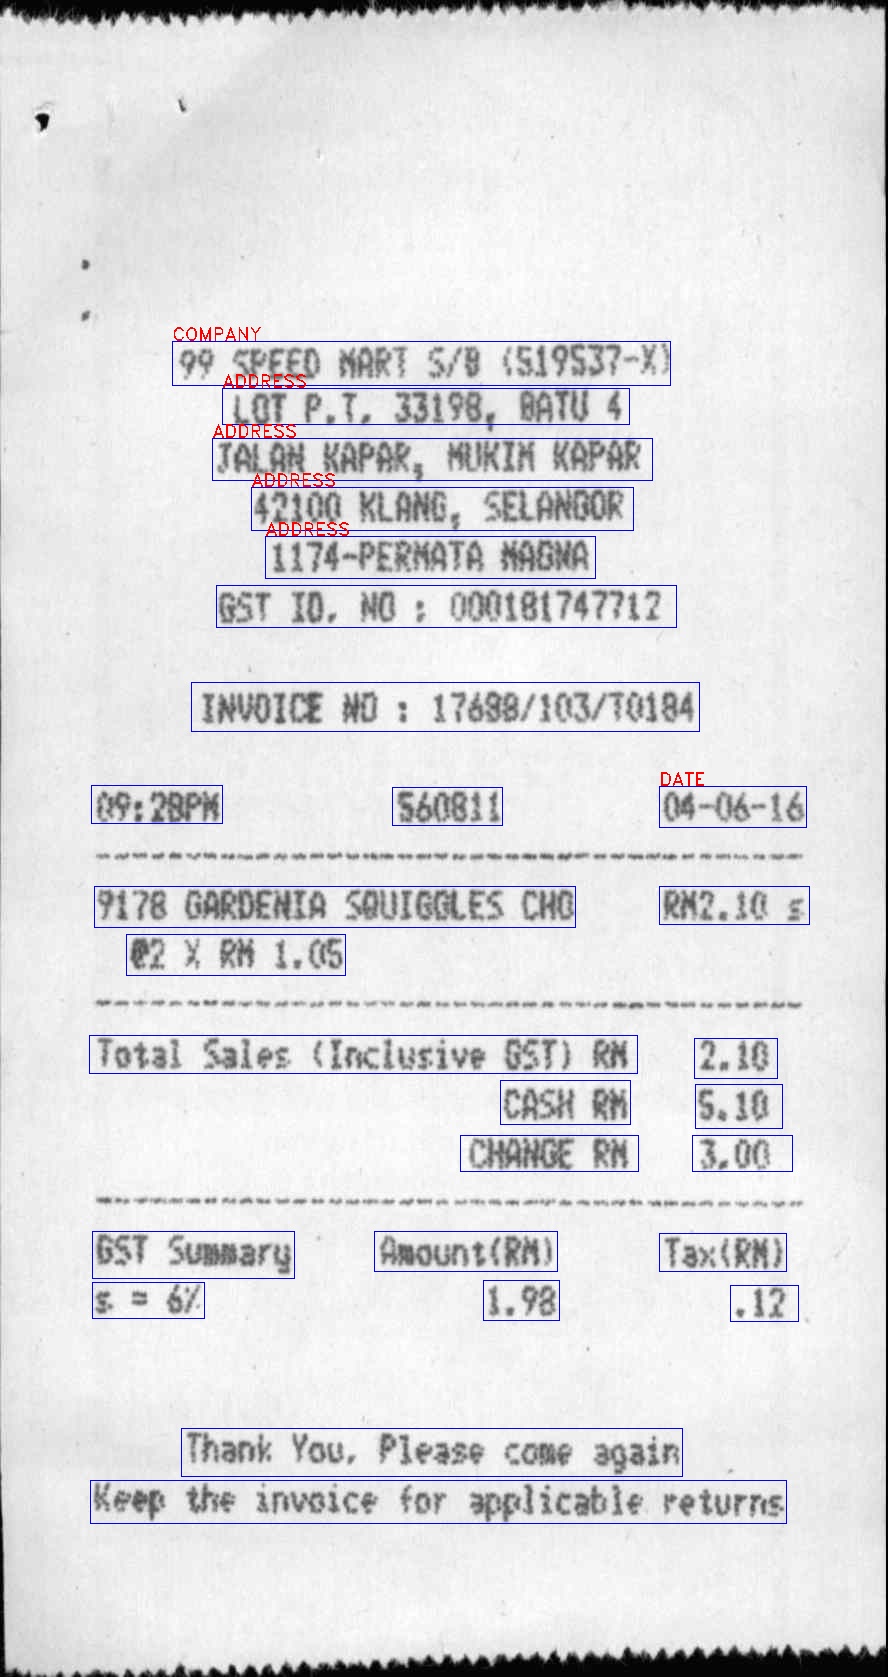 COMPANY
99 SPEED MART S/B (519537-X)
ADDRESS
LOT P.T. 33198, BATU 4
ADDRESS
JALAN KAPAR, MUKIM KAPAR
ADDRESS
42100 KLANG, SELANGOR
ADDRESS
1174-PERMATA MAGNA
GST ID. NO : 000181747712
INVOICE NO : 17688/103/T0184
DATE
09:28PM 560811 04-06-16
9178 GARDENIA SQUIGGLES CHO RM2.10 s
@2 X RM 1.05
Total Sales (Inclusive GST) RM 2.10
CASH RM 5.10
CHANGE RM 3.00
GST Summary Amount(RM) Tax(RM)
s = 6% 1.98 .12
Thank You. Please come again
Keep the invoice for applicable returns